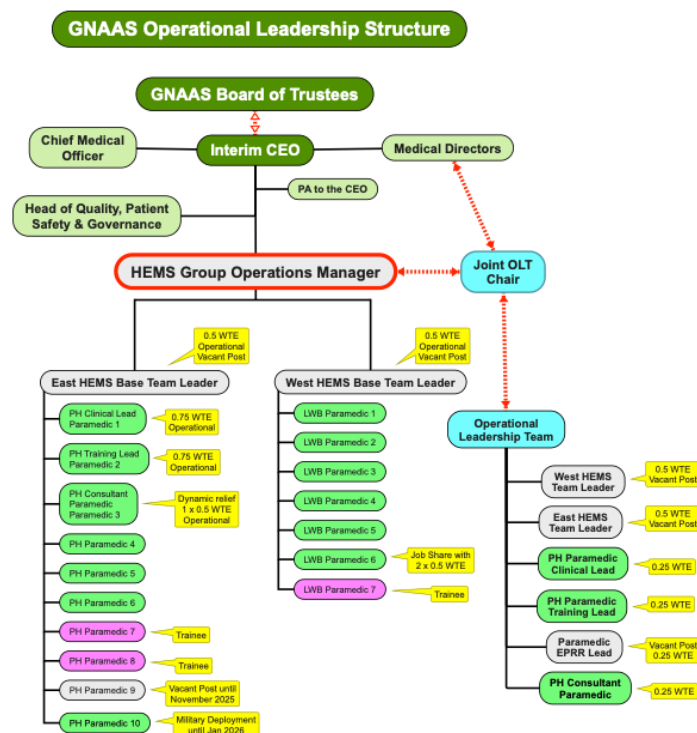 GNAAS Operational Leadership Structure
GNAAS Board of Trustees
Chief Medical
Officer
Interim CEO
Medical Directors
PA to the CEO
Head of Quality, Patient
Safety & Governance
HEMS Group Operations Manager
Joint OLT
Chair
0.5 WTE
Operational
Vacant Post
East HEMS Base Team Leader
PH Clinical Lead
Paramedic 1
0.75 WTE
Operational
PH Training Lead
Paramedic 2
0.75 WTE
Operational
PH Consultant
Paramedic
Paramedic 3
Dynamic relief
1 x 0.5 WTE
Operational
PH Paramedic 4
PH Paramedic 5
PH Paramedic 6
PH Paramedic 7
Trainee
PH Paramedic 8
Trainee
PH Paramedic 9
Vacant Post until
November 2025
PH Paramedic 10
Military Deployment
until Jan 2026
0.5 WTE
Operational
Vacant Post
West HEMS Base Team Leader
LWB Paramedic 1
LWB Paramedic 2
LWB Paramedic 3
LWB Paramedic 4
LWB Paramedic 5
LWB Paramedic 6
Job Share with
2 x 0.5 WTE
LWB Paramedic 7
Trainee
Operational
Leadership Team
West HEMS
Team Leader
0.5 WTE
Vacant Post
East HEMS
Team Leader
0.5 WTE
Vacant Post
PH Paramedic
Clinical Lead
0.25 WTE
PH Paramedic
Training Lead
0.25 WTE
Paramedic
EPRR Lead
Vacant Post
0.25 WTE
PH Consultant
Paramedic
0.25 WTE